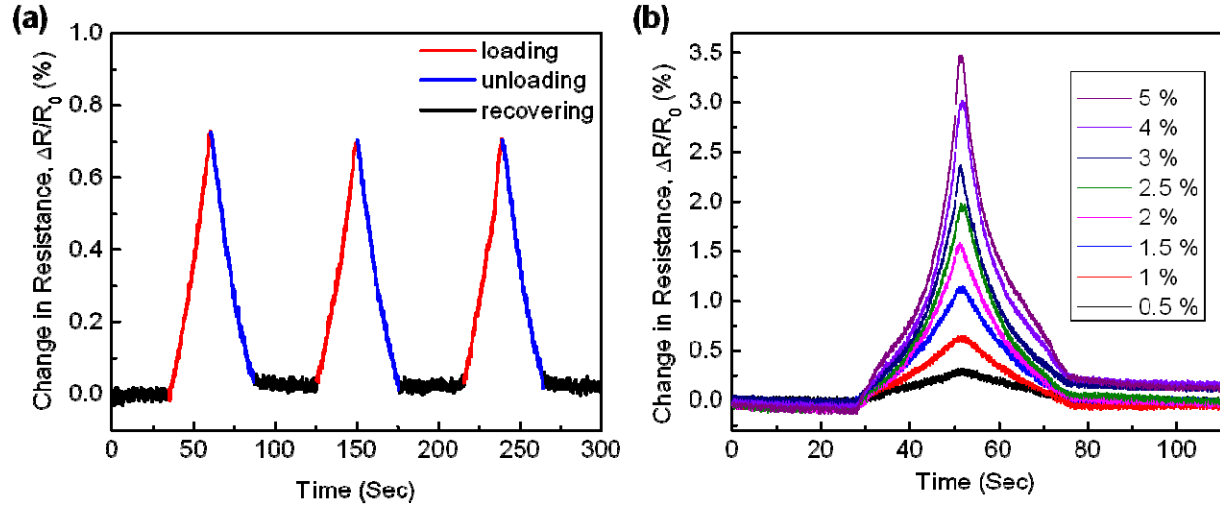 (a)
1.0
0.8
0.6
0.4
0.2
0.0
Change in Resistance, ΔR/R0 (%)
loading
unloading
recovering
0 50 100 150 200 250 300
Time (Sec)
(b)
3.5
3.0
2.5
2.0
1.5
1.0
0.5
0.0
Change in Resistance, ΔR/R0 (%)
5 %
4 %
3 %
2.5 %
2 %
1.5 %
1 %
0.5 %
0 20 40 60 80 100
Time (Sec)